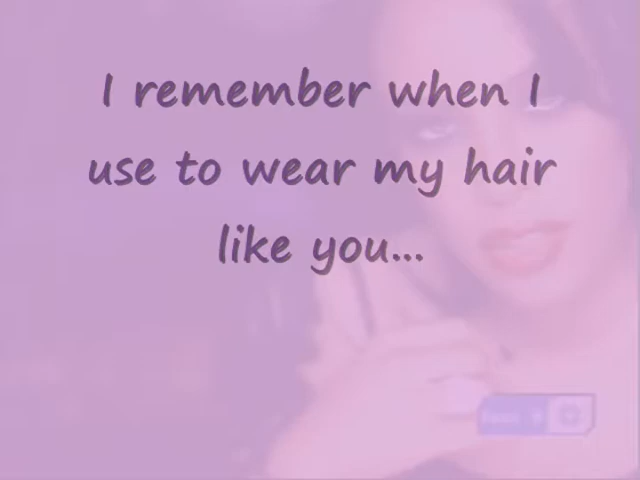 I remember when I
use to wear my hair
like you...